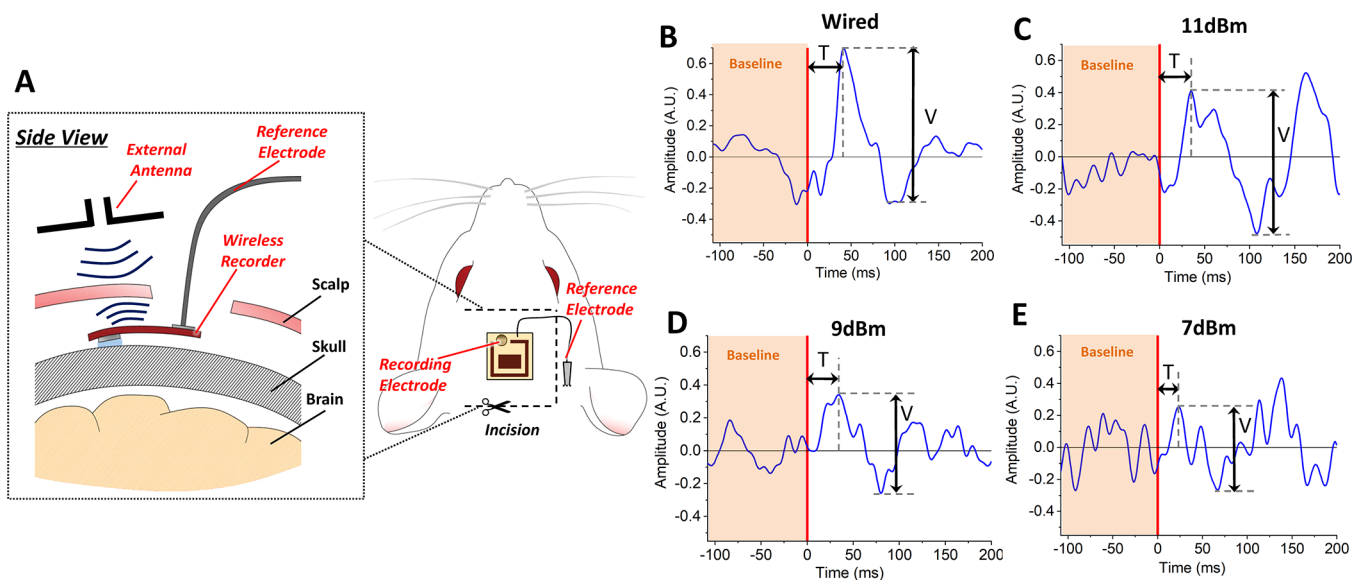 A
Side View
External
Antenna
Reference
Electrode
Wireless
Recorder
Scalp
Skull
Brain
Recording
Electrode
Reference
Electrode
Incision
B
Wired
Baseline
T
V
Amplitude (A.U.)
0.6
0.4
0.2
0.0
-0.2
-0.4
-100 -50 0 50 100 150 200
Time (ms)
C
11dBm
Baseline
T
V
Amplitude (A.U.)
0.6
0.4
0.2
0.0
-0.2
-0.4
-100 -50 0 50 100 150 200
Time (ms)
D
9dBm
Baseline
T
V
Amplitude (A.U.)
0.6
0.4
0.2
0.0
-0.2
-0.4
-100 -50 0 50 100 150 200
Time (ms)
E
7dBm
Baseline
T
V
Amplitude (A.U.)
0.6
0.4
0.2
0.0
-0.2
-0.4
-100 -50 0 50 100 150 200
Time (ms)